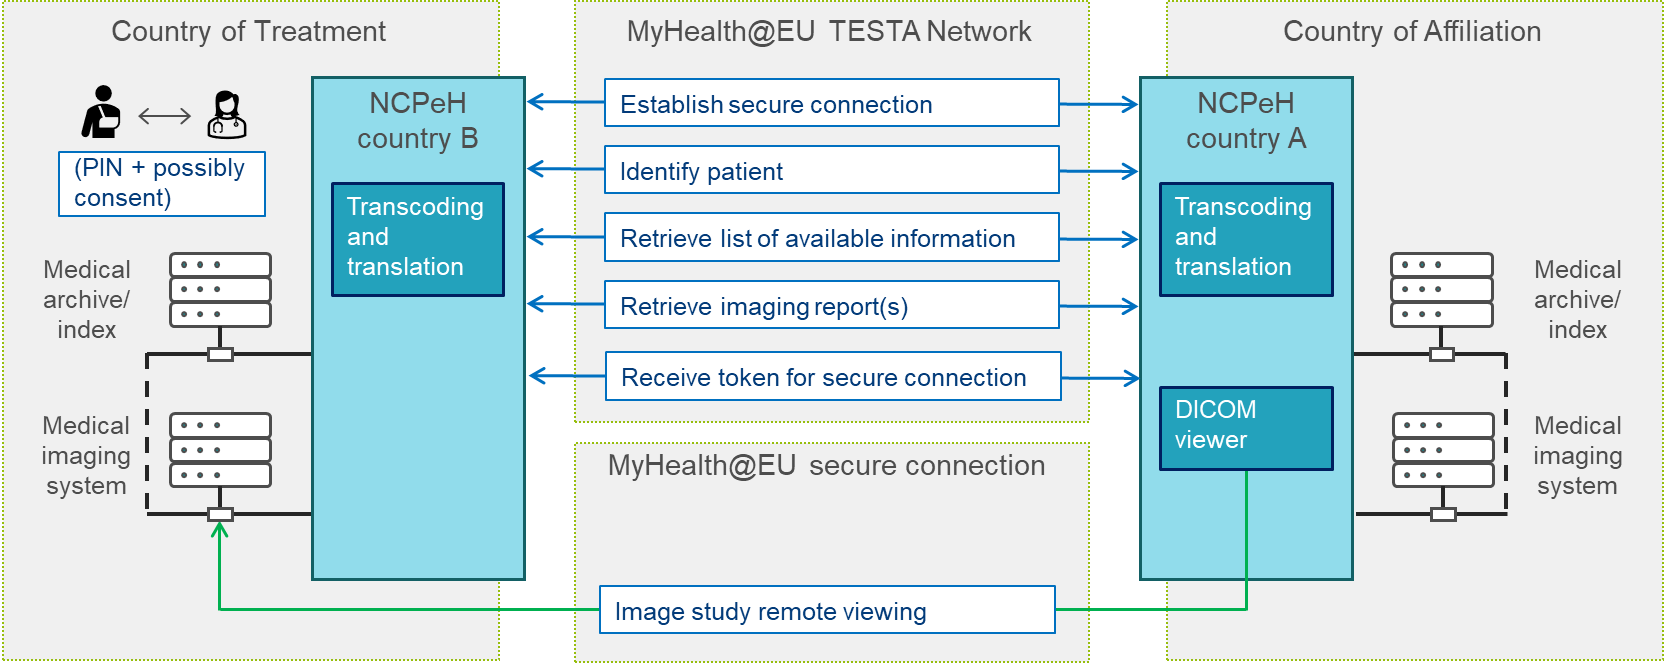 Country of Treatment
MyHealth@EU TESTA Network
Country of Affiliation
(PIN + possibly
consent)
NCPeH
country B
Transcoding
and
translation
Medical
archive/
index
Medical
imaging
system
Establish secure connection
Identify patient
Retrieve list of available information
Retrieve imaging report(s)
Receive token for secure connection
MyHealth@EU secure connection
Image study remote viewing
NCPeH
country A
Transcoding
and
translation
DICOM
viewer
Medical
archive/
index
Medical
imaging
system